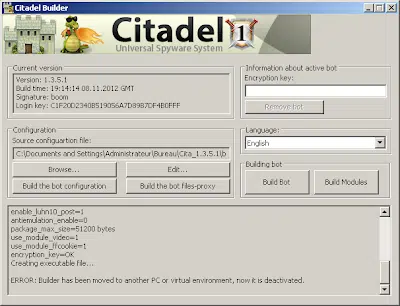 Citadel Builder
Citadel 1
Universal Spyware System
Current version
Version: 1.3.5.1
Build time: 19:14:14 08.11.2012 GMT
Signature: boom
Login key: C1F20D2340B519056A7D89B7DF4B0FFF
Information about active bot
Encryption key:
Remove bot
Configuration
Source configuartion file:
C:\Documents and Settings\Administrateur\Bureau\Cita_1.3.5.1\b
Browse...
Edit...
Build the bot configuration
Build the bot files-proxy
Language:
English
Building bot
Build Bot
Build Modules
enable_luhn10_post=1
antiemulation_enable=0
package_max_size=51200 bytes
use_module_video=1
use_module_ffcookie=1
encryption_key=OK
Creating executable file...
ERROR: Builder has been moved to another PC or virtual environment, now it is deactivated.